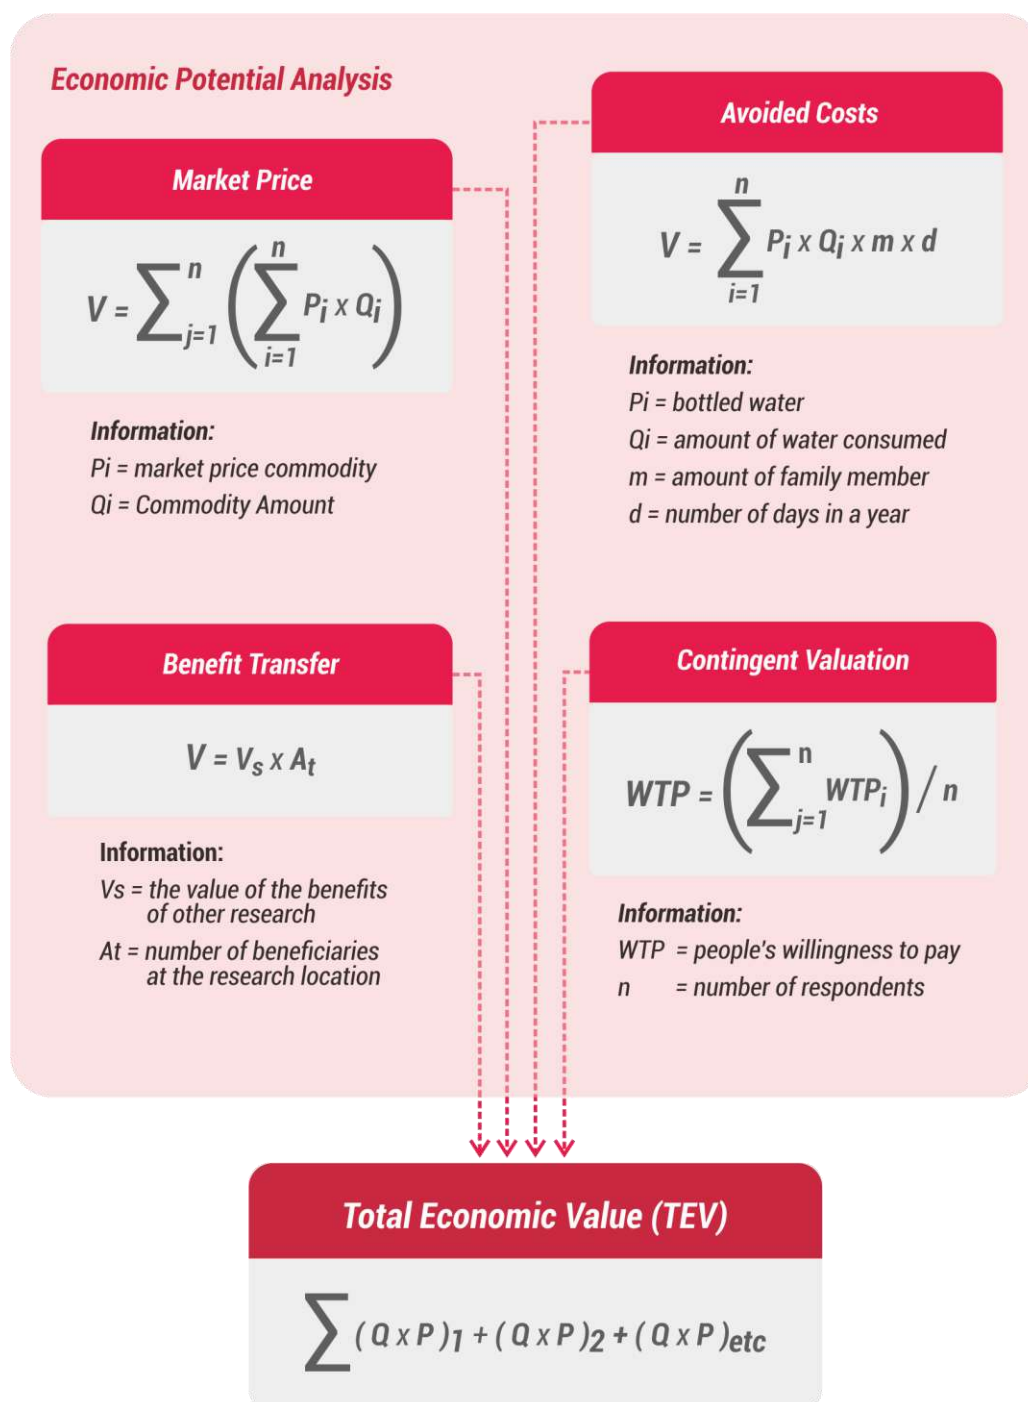 Economic Potential Analysis
Market Price
V = ∑ⁿⱼ₌₁ ( ∑ⁿᵢ₌₁ Pᵢ x Qᵢ )
Information:
Pi = market price commodity
Qi = Commodity Amount
Avoided Costs
V = ∑ⁿᵢ₌₁ Pᵢ x Qᵢ x m x d
Information:
Pi = bottled water
Qi = amount of water consumed
m = amount of family member
d = number of days in a year
Benefit Transfer
V = Vₛ x Aₜ
Information:
Vs = the value of the benefits
of other research
At = number of beneficiaries
at the research location
Contingent Valuation
WTP = ( ∑ⁿⱼ₌₁ WTPᵢ ) / n
Information:
WTP = people's willingness to pay
n = number of respondents
Total Economic Value (TEV)
∑ ( Q x P )₁ + ( Q x P )₂ + ( Q x P )etc